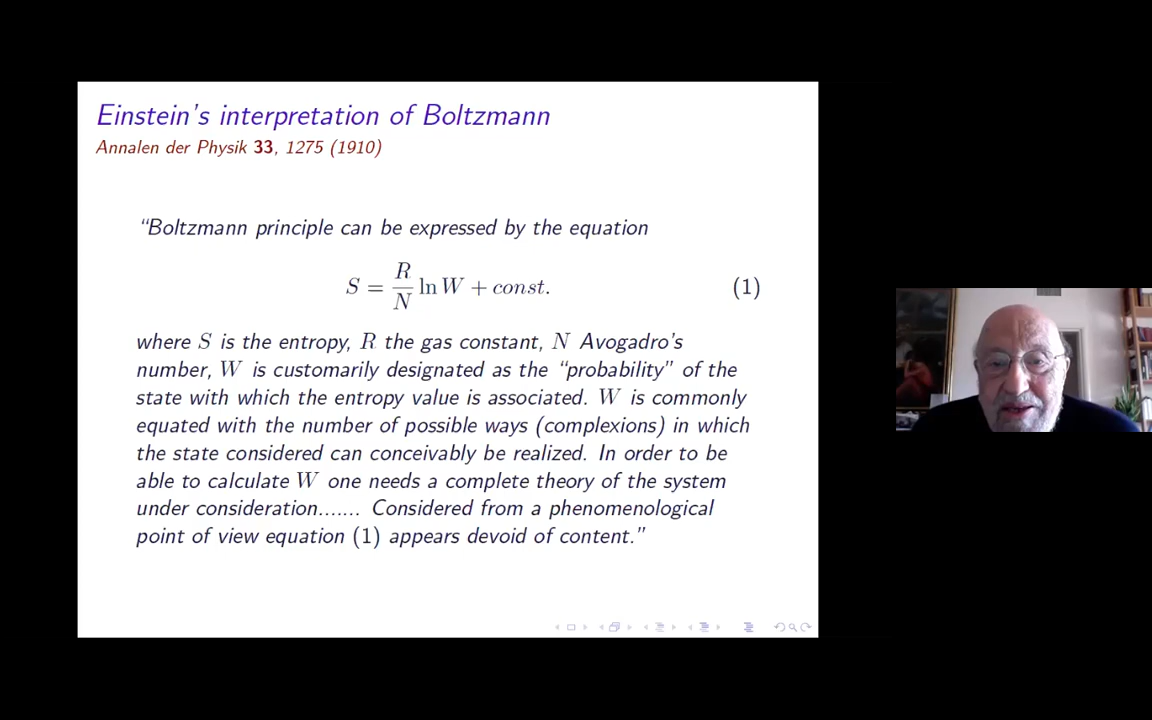 Einstein's interpretation of Boltzmann
Annalen der Physik 33, 1275 (1910)
“Boltzmann principle can be expressed by the equation
S = R/N ln W + const. (1)
where S is the entropy, R the gas constant, N Avogadro's
number, W is customarily designated as the “probability” of the
state with which the entropy value is associated. W is commonly
equated with the number of possible ways (complexions) in which
the state considered can conceivably be realized. In order to be
able to calculate W one needs a complete theory of the system
under consideration....... Considered from a phenomenological
point of view equation (1) appears devoid of content.”